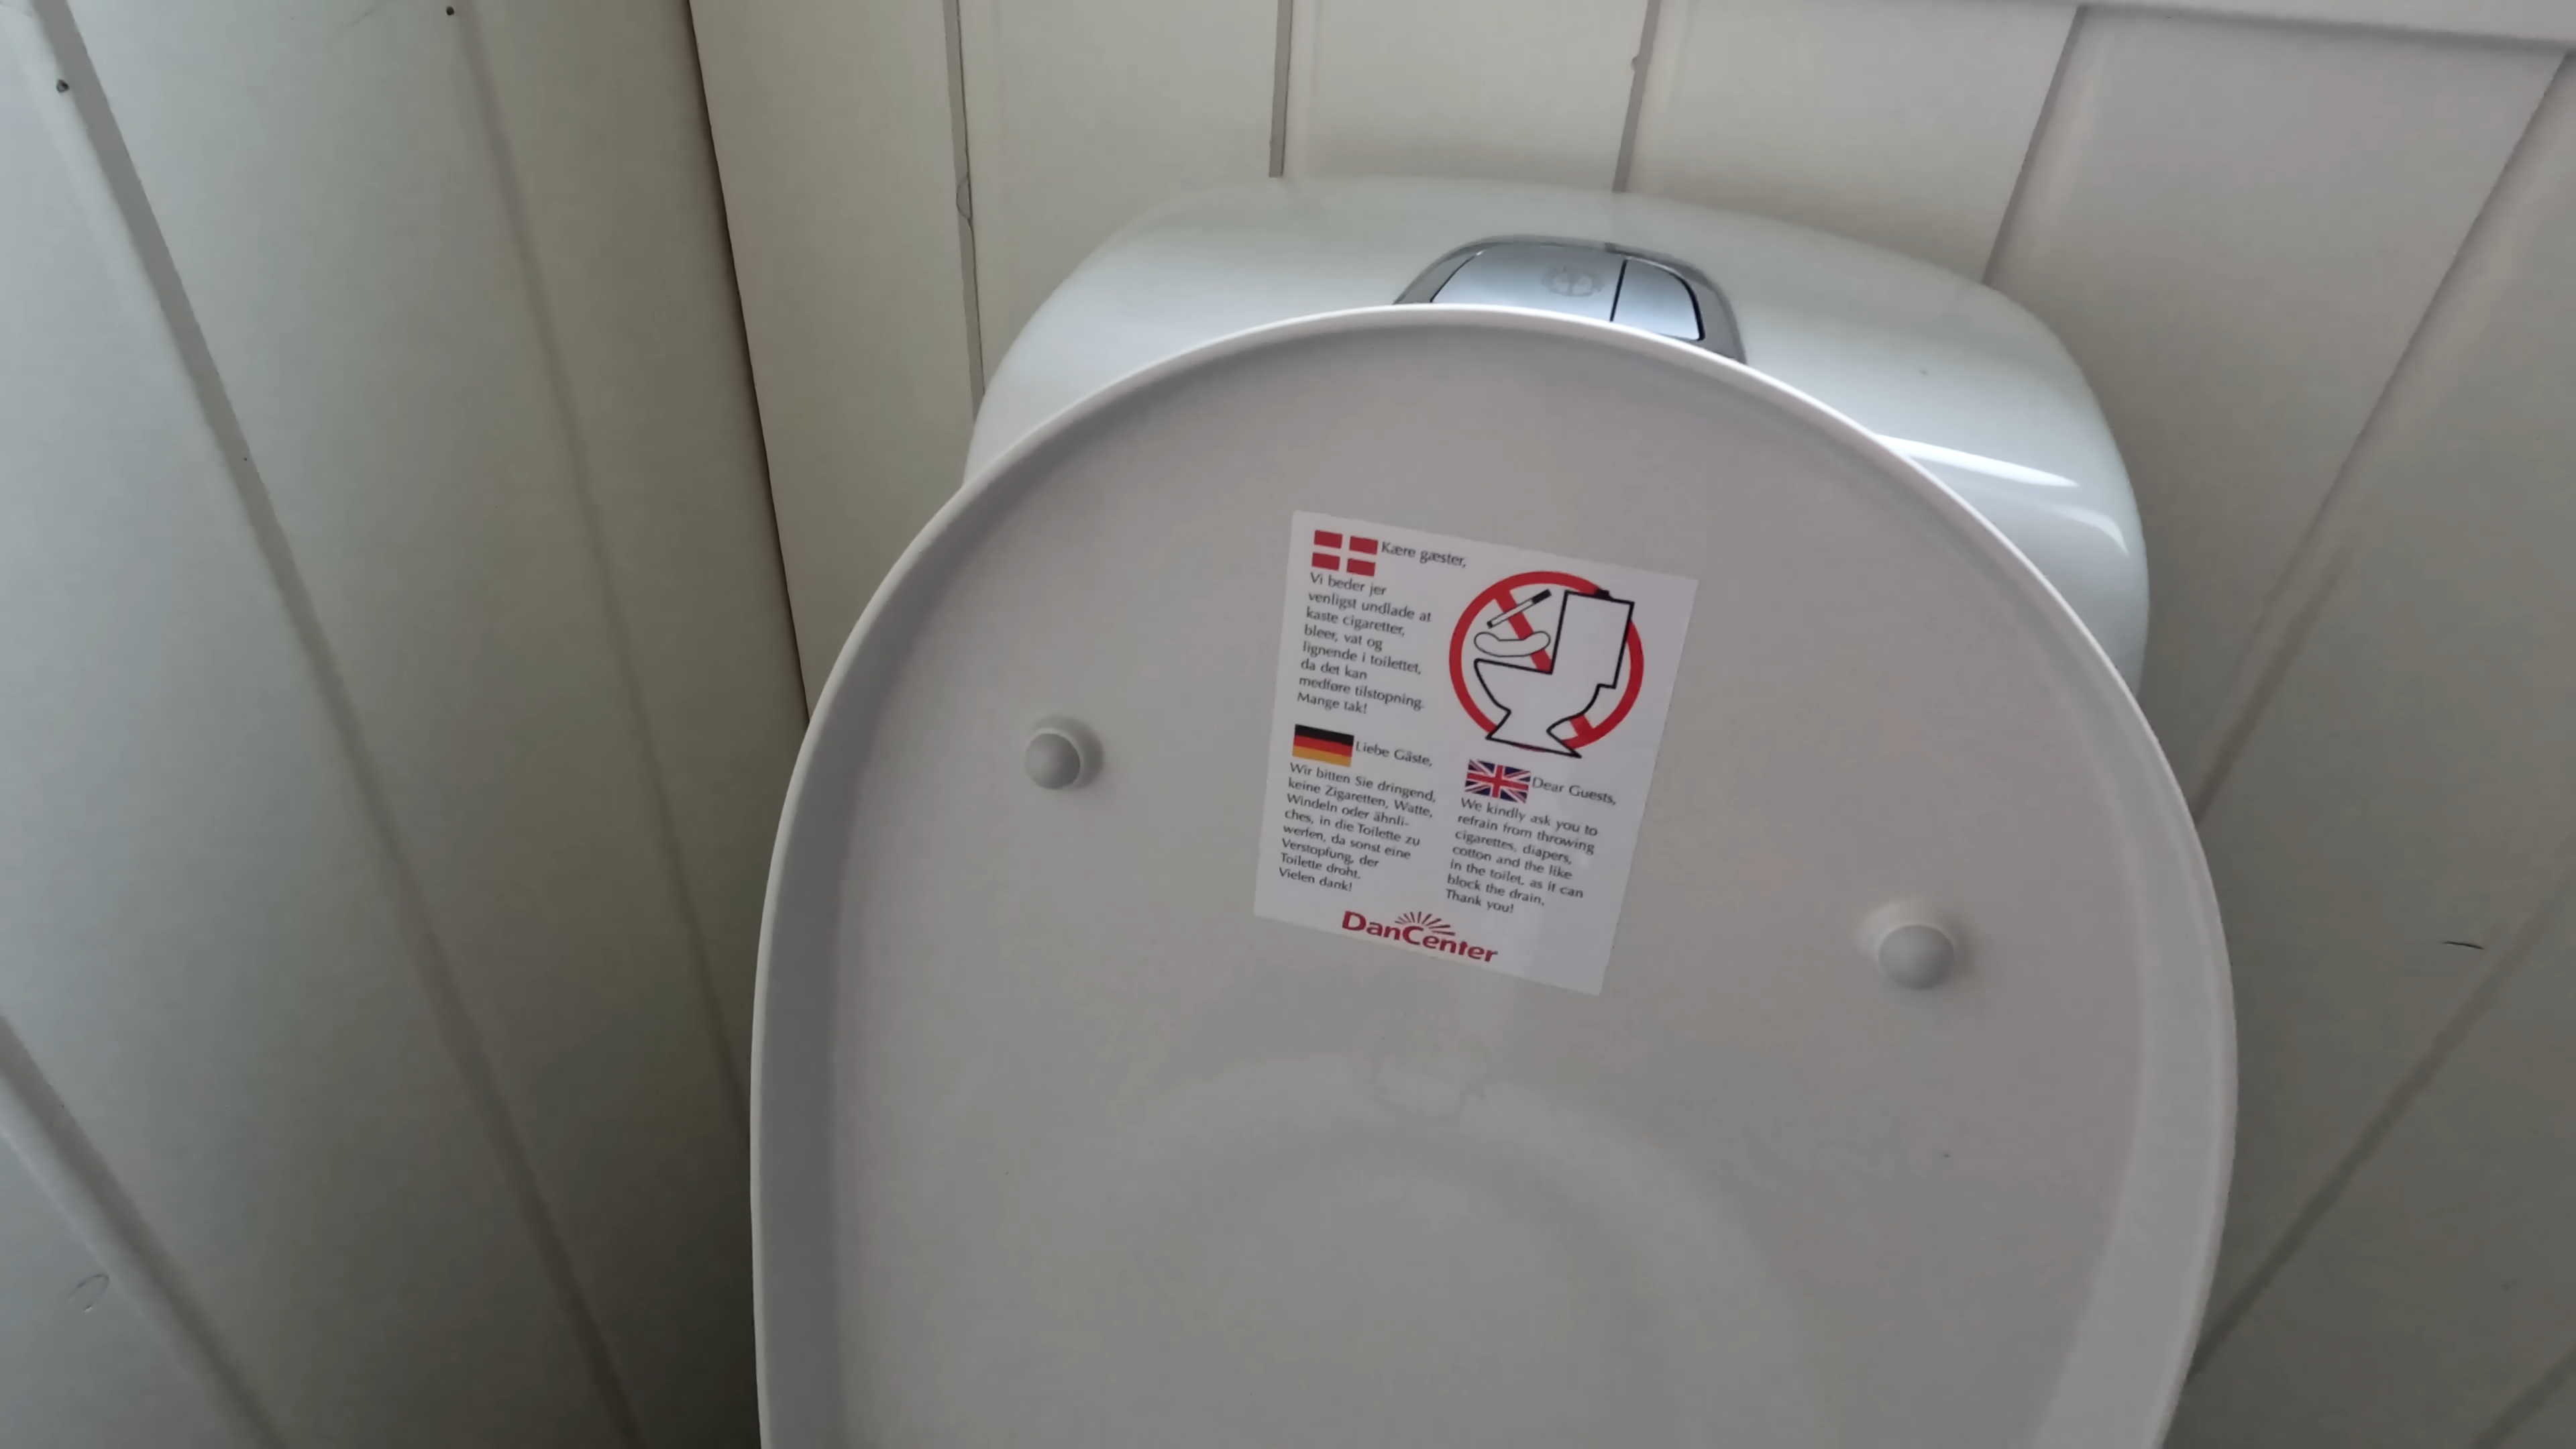 Kære gæster,
Vi beder jer
venligst undlade at
kaste cigaretter,
bleer, vat og
lignende i toilettet,
da det kan
medføre tilstopning.
Mange tak!
Liebe Gäste,
Wir bitten Sie dringend,
keine Zigaretten, Watte,
Windeln oder ähnli-
ches, in die Toilette zu
werfen, da sonst eine
Verstopfung, der
Toilette droht.
Vielen dank!
Dear Guests,
We kindly ask you to
refrain from throwing
cigarettes, diapers,
cotton and the like
in the toilet, as it can
block the drain.
Thank you!
DanCenter